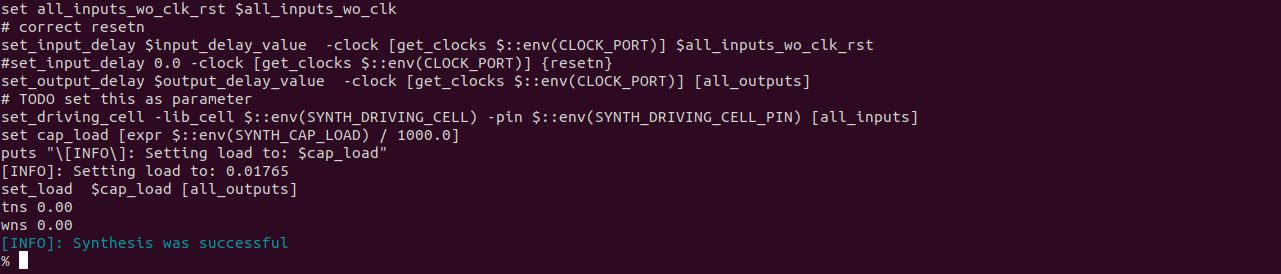 set all_inputs_wo_clk_rst $all_inputs_wo_clk
# correct resetn
set_input_delay $input_delay_value  -clock [get_clocks $::env(CLOCK_PORT)] $all_inputs_wo_clk_rst
#set_input_delay 0.0 -clock [get_clocks $::env(CLOCK_PORT)] {resetn}
set_output_delay $output_delay_value  -clock [get_clocks $::env(CLOCK_PORT)] [all_outputs]
# TODO set this as parameter
set_driving_cell -lib_cell $::env(SYNTH_DRIVING_CELL) -pin $::env(SYNTH_DRIVING_CELL_PIN) [all_inputs]
set cap_load [expr $::env(SYNTH_CAP_LOAD) / 1000.0]
puts "\[INFO\]: Setting load to: $cap_load"
[INFO]: Setting load to: 0.01765
set_load  $cap_load [all_outputs]
tns 0.00
wns 0.00
[INFO]: Synthesis was successful
%